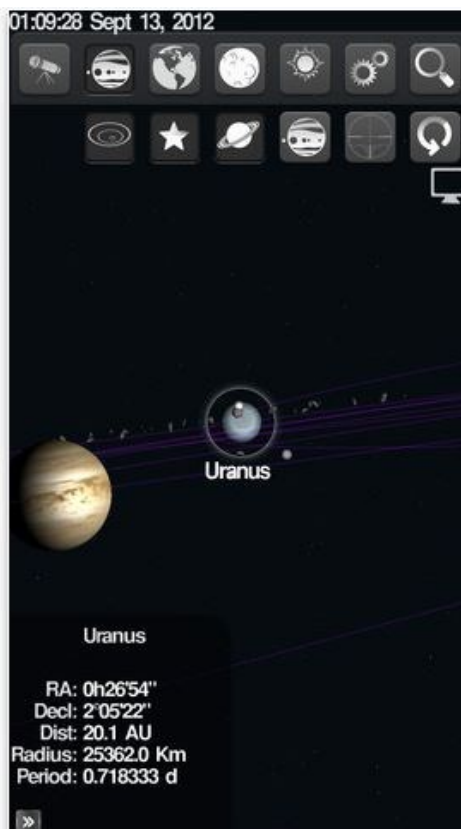 01:09:28 Sept 13, 2012
Uranus
Uranus
RA: 0h26'54"
Decl: 2°05'22"
Dist: 20.1 AU
Radius: 25362.0 Km
Period: 0.718333 d
»